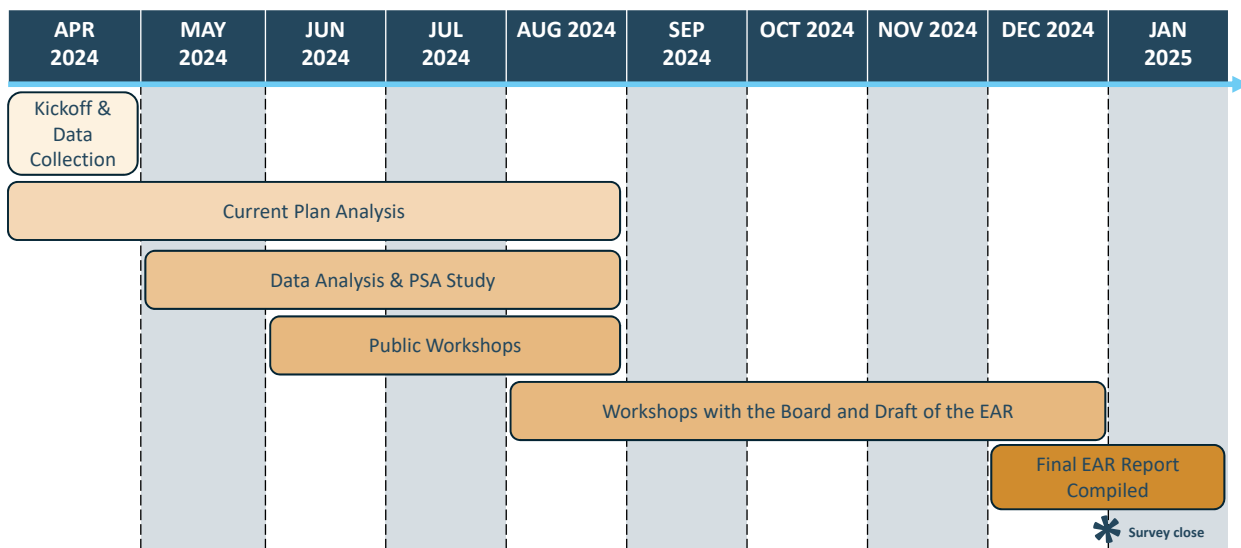 APR
2024
MAY
2024
JUN
2024
JUL
2024
AUG 2024
SEP
2024
OCT 2024
NOV 2024
DEC 2024
JAN
2025
Kickoff &
Data
Collection
Current Plan Analysis
Data Analysis & PSA Study
Public Workshops
Workshops with the Board and Draft of the EAR
Final EAR Report
Compiled
Survey close